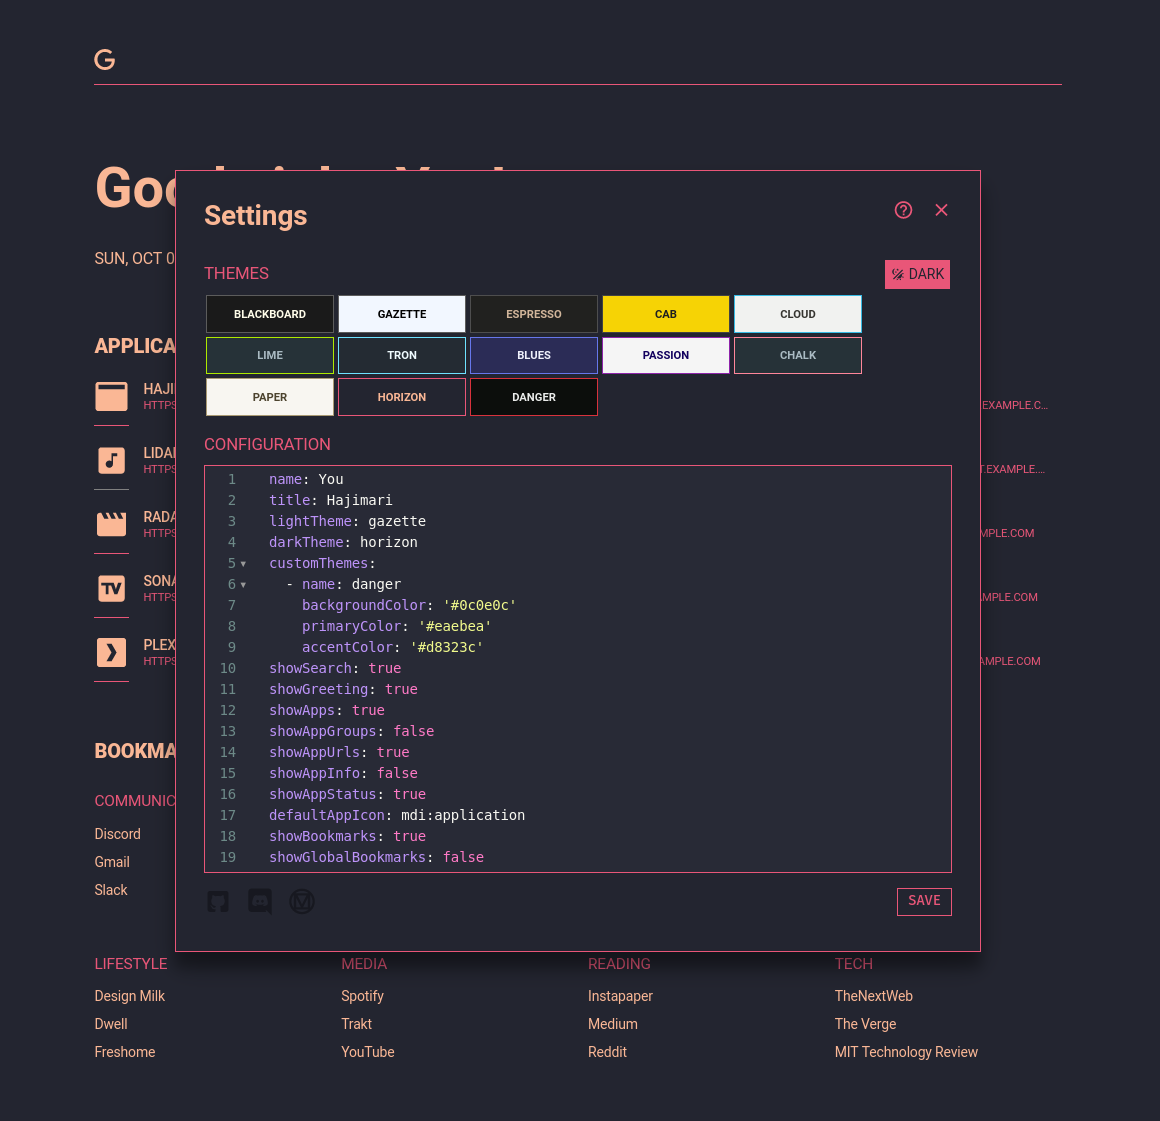 G
Settings
SUN, OCT 0
THEMES
DARK
BLACKBOARD GAZETTE ESPRESSO CAB CLOUD
LIME TRON BLUES PASSION CHALK
PAPER HORIZON DANGER
APPLICA
HAJI
HTTPS
EXAMPLE.C...
LIDA
HTTPS
T.EXAMPLE....
RADA
HTTPS
MPLE.COM
SONA
HTTPS
AMPLE.COM
PLEX
HTTPS
AMPLE.COM
CONFIGURATION
1 name: You
2 title: Hajimari
3 lightTheme: gazette
4 darkTheme: horizon
5 customThemes:
6 - name: danger
7 backgroundColor: '#0c0e0c'
8 primaryColor: '#eaebea'
9 accentColor: '#d8323c'
10 showSearch: true
11 showGreeting: true
12 showApps: true
13 showAppGroups: false
14 showAppUrls: true
15 showAppInfo: false
16 showAppStatus: true
17 defaultAppIcon: mdi:application
18 showBookmarks: true
19 showGlobalBookmarks: false
SAVE
BOOKMA
COMMUNIC
Discord
Gmail
Slack
LIFESTYLE MEDIA READING TECH
Design Milk Spotify Instapaper TheNextWeb
Dwell Trakt Medium The Verge
Freshome YouTube Reddit MIT Technology Review